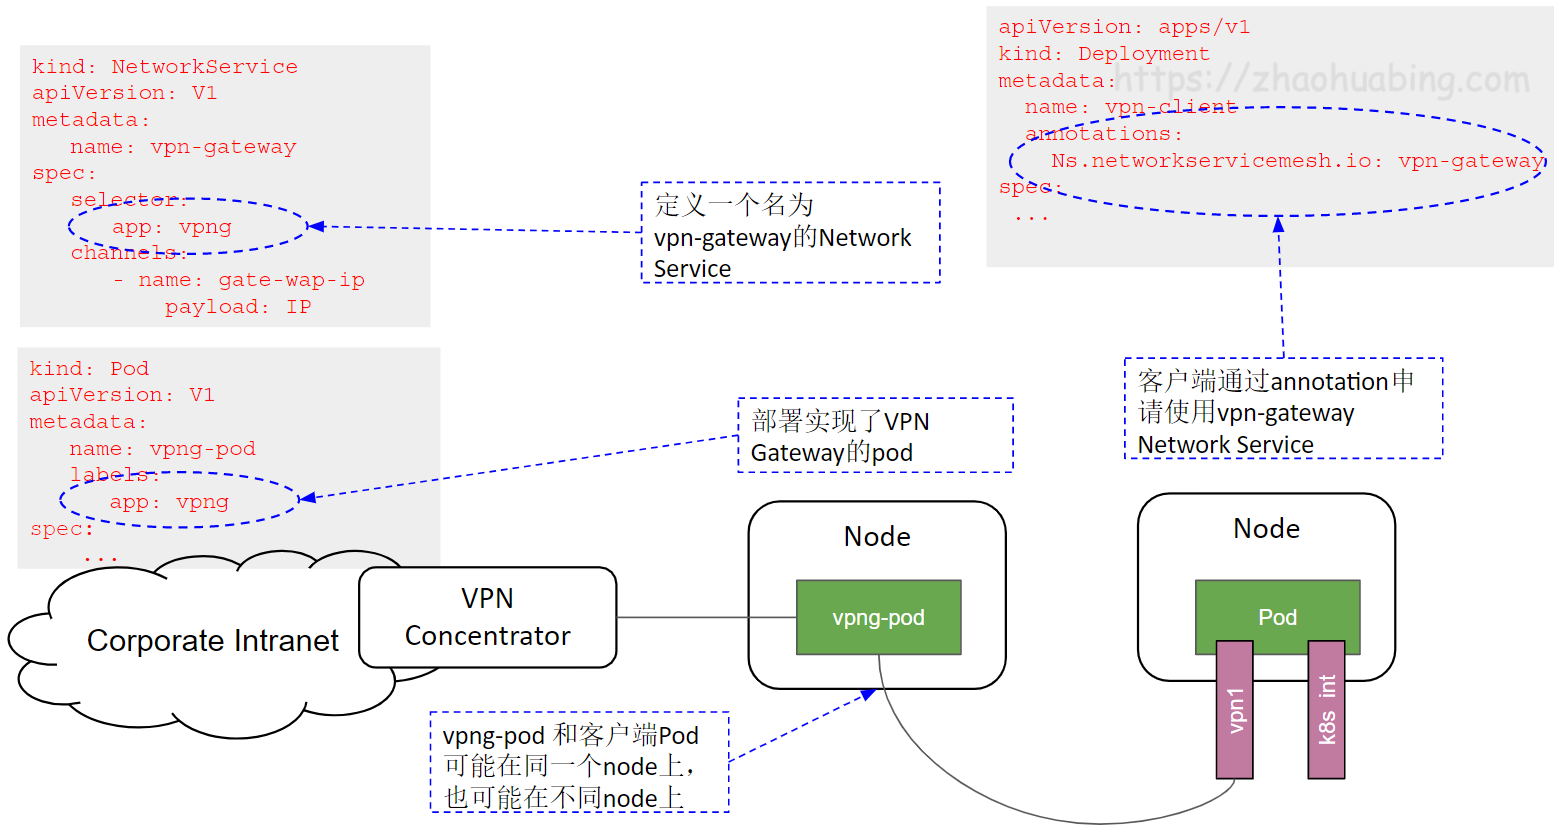 kind: NetworkService
apiVersion: V1
metadata:
name: vpn-gateway
spec:
selector:
app: vpng
channels:
- name: gate-wap-ip
payload: IP
定义一个名为
vpn-gateway的Network
Service
apiVersion: apps/v1
kind: Deployment
https://zhaohuabing.com
metadata:
name: vpn-client
annotations:
Ns.networkservicemesh.io: vpn-gateway
spec:
...
kind: Pod
apiVersion: V1
metadata:
name: vpng-pod
labels:
app: vpng
spec:
...
部署实现了VPN
Gateway的pod
客户端通过annotation申
请使用vpn-gateway
Network Service
Corporate Intranet
VPN
Concentrator
Node
vpng-pod
Node
Pod
vpn1
k8s int
vpng-pod 和客户端Pod
可能在同一个node上，
也可能在不同node上